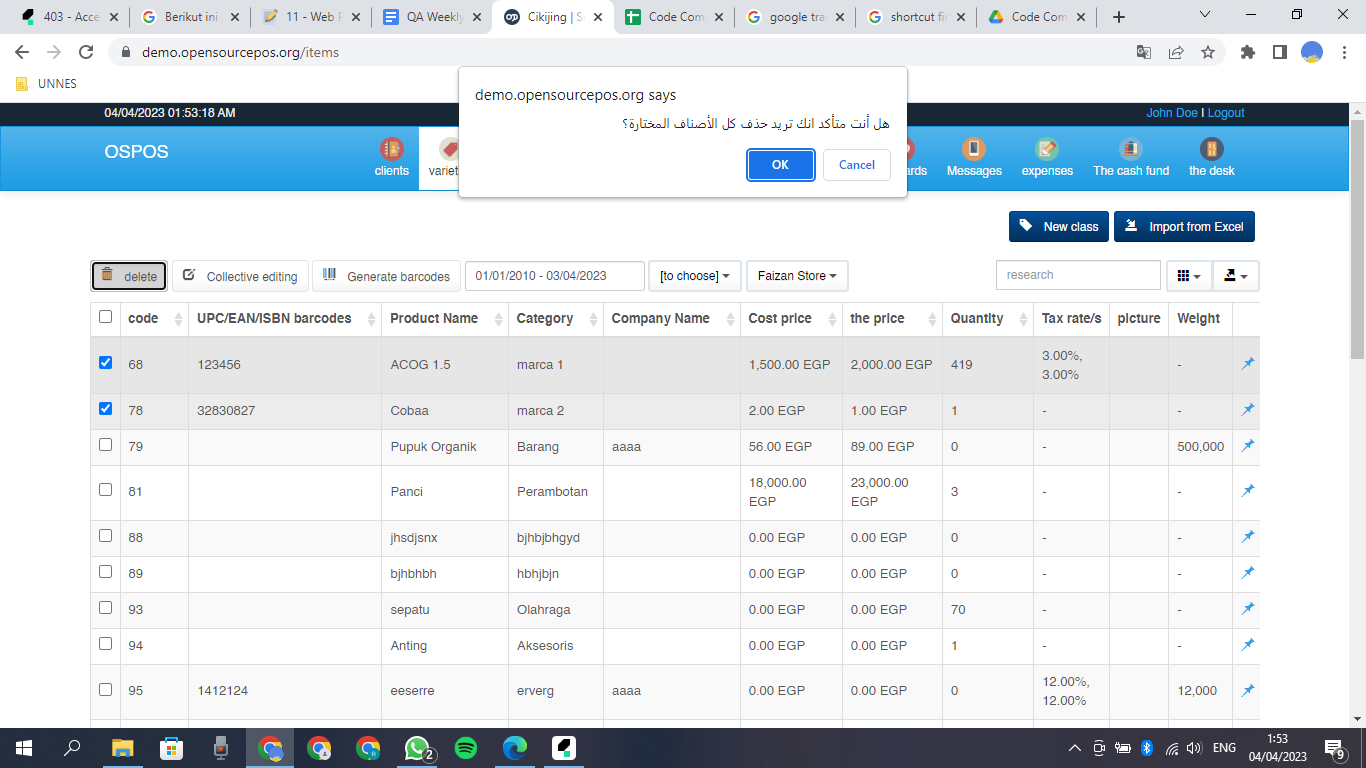 403 - Acce
Berikut ini
11 - Web P
QA Weekly
Cikijing | S
Code Com
google tra
shortcut fi
Code Com
demo.opensourcepos.org/items
UNNES
demo.opensourcepos.org says
هل أنت متأكد انك تريد حذف كل الأصناف المختارة؟
OK Cancel
04/04/2023 01:53:18 AM
John Doe | Logout
OSPOS
clients
Messages
expenses
The cash fund
the desk
New class
Import from Excel
delete
Collective editing
Generate barcodes
01/01/2010 - 03/04/2023
[to choose]
Faizan Store
research
code UPC/EAN/ISBN barcodes Product Name Category Company Name Cost price the price Quantity Tax rate/s picture Weight
68 123456 ACOG 1.5 marca 1 1,500.00 EGP 2,000.00 EGP 419 3.00%, 3.00% -
78 32830827 Cobaa marca 2 2.00 EGP 1.00 EGP 1 - -
79 Pupuk Organik Barang aaaa 56.00 EGP 89.00 EGP 0 - 500,000
81 Panci Perambotan 18,000.00 EGP 23,000.00 EGP 3 - -
88 jhsdjsnx bjhbjbhgyd 0.00 EGP 0.00 EGP 0 - -
89 bjhbhbh hbhjbjn 0.00 EGP 0.00 EGP 0 - -
93 sepatu Olahraga 0.00 EGP 0.00 EGP 70 - -
94 Anting Aksesoris 0.00 EGP 0.00 EGP 1 - -
95 1412124 eeserre erverg aaaa 0.00 EGP 0.00 EGP 0 12.00%, 12.00% 12,000
2
ENG
1:53
04/04/2023
9